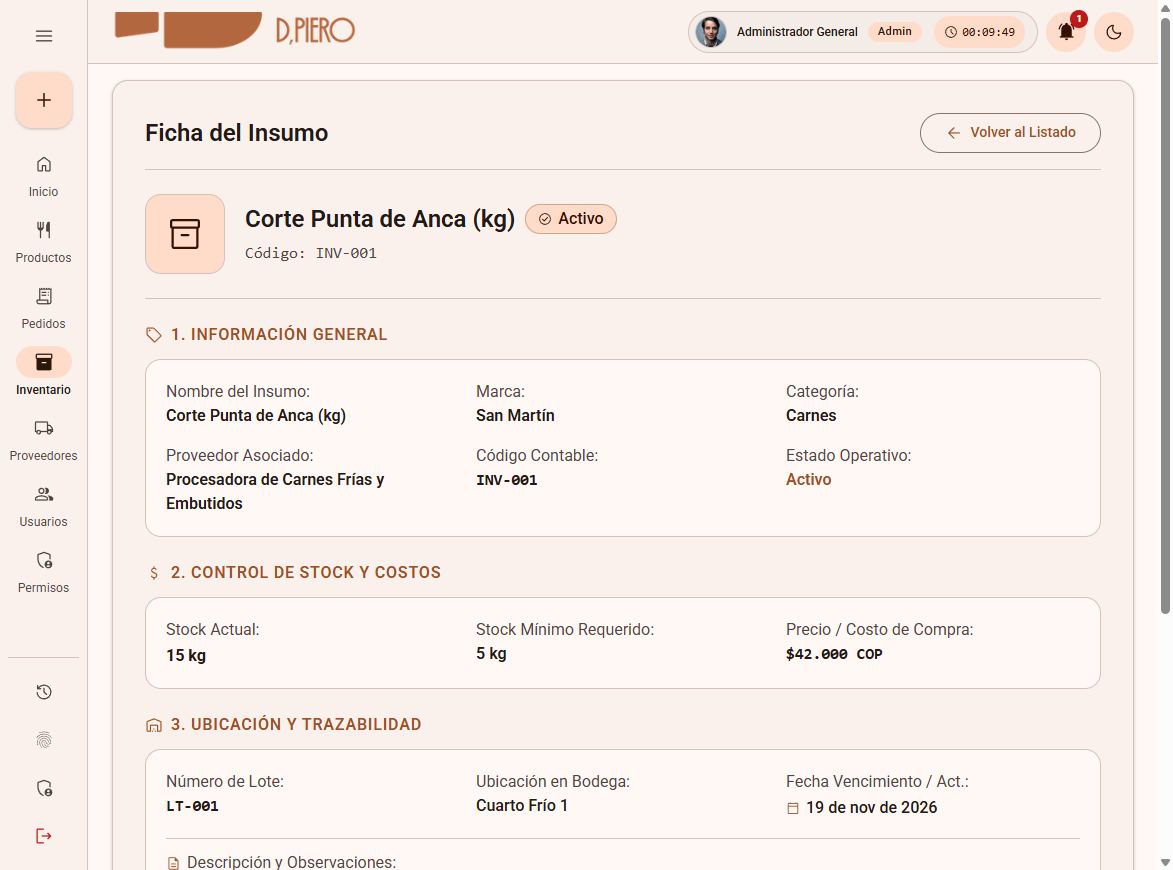 D,PIERO
Administrador General
Admin
00:09:49
1
Inicio
Productos
Pedidos
Inventario
Proveedores
Usuarios
Permisos
Ficha del Insumo
Volver al Listado
Corte Punta de Anca (kg)
Activo
Código: INV-001
1. INFORMACIÓN GENERAL
Nombre del Insumo:
Corte Punta de Anca (kg)
Marca:
San Martín
Categoría:
Carnes
Proveedor Asociado:
Procesadora de Carnes Frías y
Embutidos
Código Contable:
INV-001
Estado Operativo:
Activo
2. CONTROL DE STOCK Y COSTOS
Stock Actual:
15 kg
Stock Mínimo Requerido:
5 kg
Precio / Costo de Compra:
$42.000 COP
3. UBICACIÓN Y TRAZABILIDAD
Número de Lote:
LT-001
Ubicación en Bodega:
Cuarto Frío 1
Fecha Vencimiento / Act.:
19 de nov de 2026
Descripción y Observaciones: